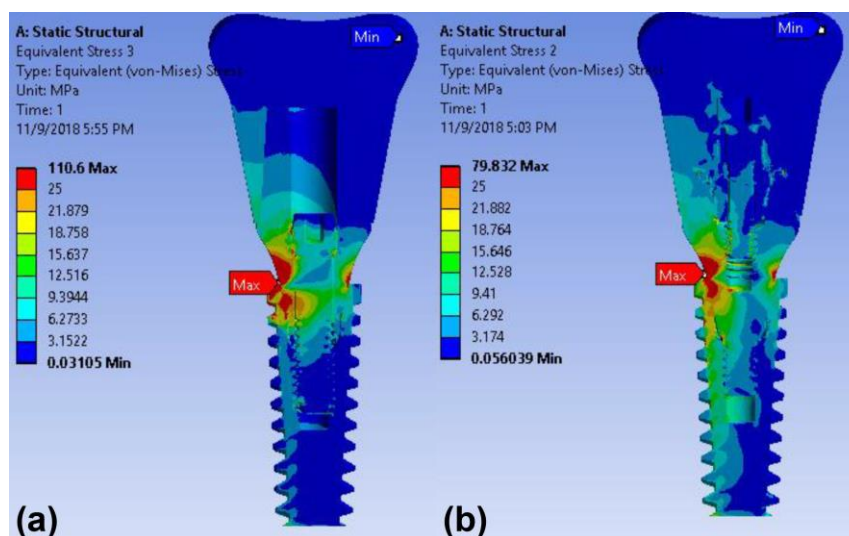 A: Static Structural
Equivalent Stress 3
Type: Equivalent (von-Mises) Stress
Unit: MPa
Time: 1
11/9/2018 5:55 PM
110.6 Max
25
21.879
18.758
15.637
12.516
9.3944
6.2733
3.1522
0.03105 Min
Min
Max
(a)
A: Static Structural
Equivalent Stress 2
Type: Equivalent (von-Mises) Stress
Unit: MPa
Time: 1
11/9/2018 5:03 PM
79.832 Max
25
21.882
18.764
15.646
12.528
9.41
6.292
3.174
0.056039 Min
Min
Max
(b)